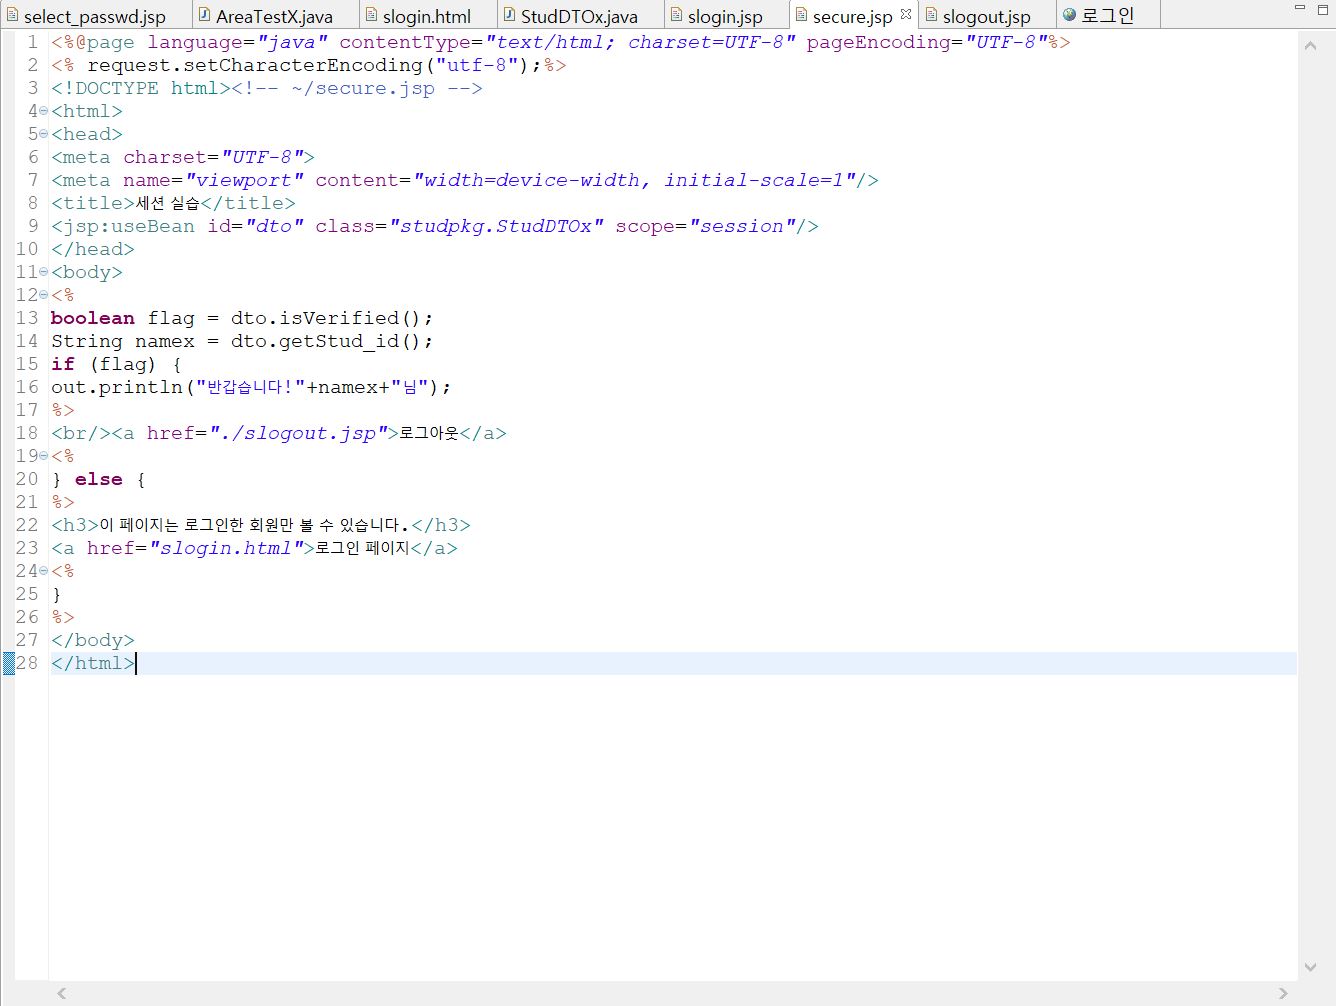 select_passwd.jsp AreaTestX.java slogin.html StudDTOx.java slogin.jsp secure.jsp slogout.jsp 로그인
1 <%@page language="java" contentType="text/html; charset=UTF-8" pageEncoding="UTF-8"%>
2 <% request.setCharacterEncoding("utf-8");%>
3 <!DOCTYPE html><!-- ~/secure.jsp -->
4 <html>
5 <head>
6 <meta charset="UTF-8">
7 <meta name="viewport" content="width=device-width, initial-scale=1"/>
8 <title>세션 실습</title>
9 <jsp:useBean id="dto" class="studpkg.StudDTOx" scope="session"/>
10 </head>
11 <body>
12 <%
13 boolean flag = dto.isVerified();
14 String namex = dto.getStud_id();
15 if (flag) {
16 out.println("반갑습니다!"+namex+"님");
17 %>
18 <br/><a href="./slogout.jsp">로그아웃</a>
19 <%
20 } else {
21 %>
22 <h3>이 페이지는 로그인한 회원만 볼 수 있습니다.</h3>
23 <a href="slogin.html">로그인 페이지</a>
24 <%
25 }
26 %>
27 </body>
28 </html>